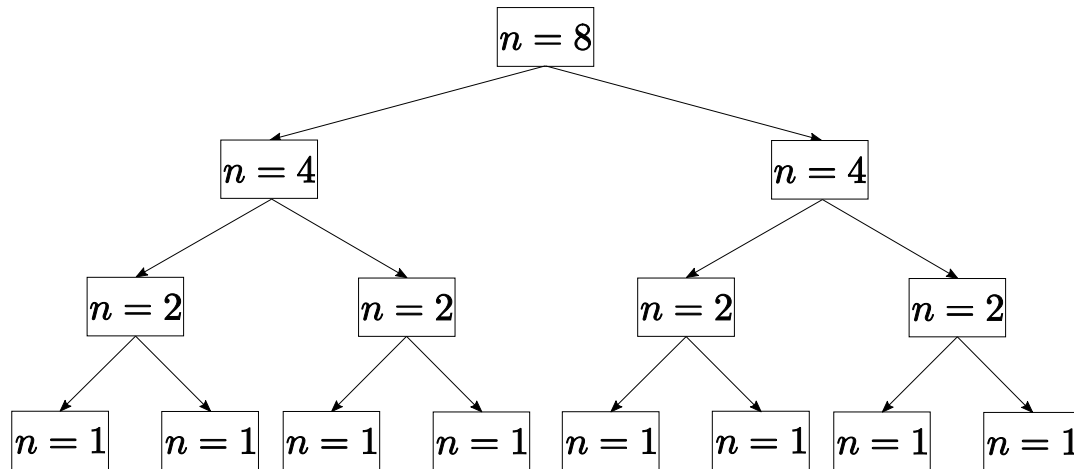 n = 8
n = 4 n = 4
n = 2 n = 2 n = 2 n = 2
n = 1 n = 1 n = 1 n = 1 n = 1 n = 1 n = 1 n = 1